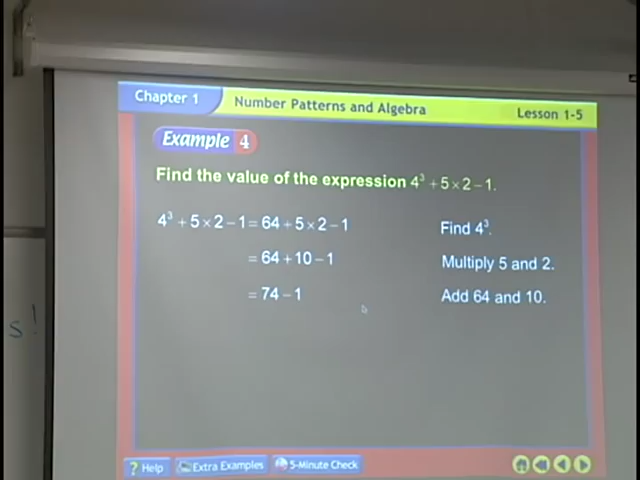 Chapter 1 Number Patterns and Algebra Lesson 1-5
Example 4
Find the value of the expression 4³ + 5 × 2 – 1.
4³ + 5 × 2 – 1 = 64 + 5 × 2 – 1 Find 4³.
= 64 + 10 – 1 Multiply 5 and 2.
= 74 – 1 Add 64 and 10.
s!
? Help Extra Examples 5-Minute Check